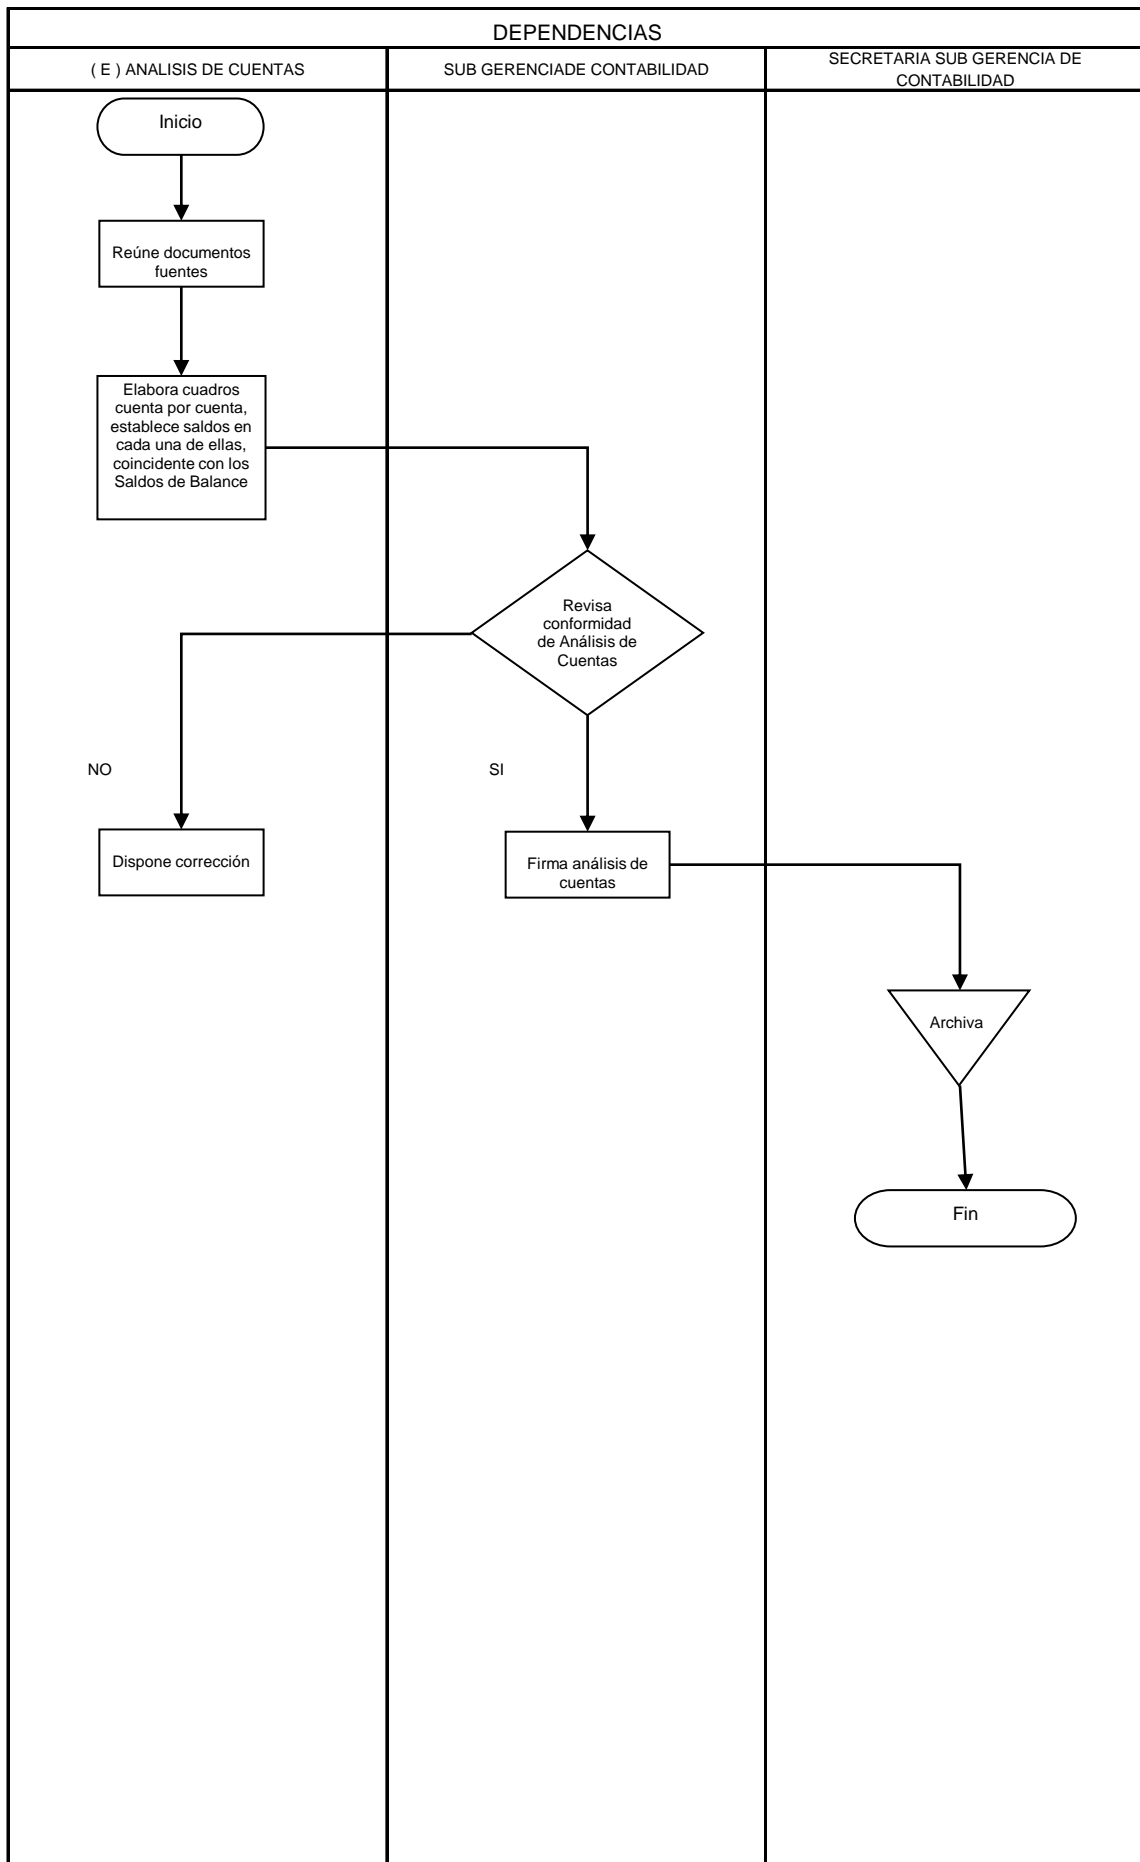 DEPENDENCIAS
( E ) ANALISIS DE CUENTAS
SUB GERENCIADE CONTABILIDAD
SECRETARIA SUB GERENCIA DE
CONTABILIDAD
Inicio
Reúne documentos
fuentes
Elabora cuadros
cuenta por cuenta,
establece saldos en
cada una de ellas,
coincidente con los
Saldos de Balance
Revisa
conformidad
de Análisis de
Cuentas
NO
SI
Dispone corrección
Firma análisis de
cuentas
Archiva
Fin